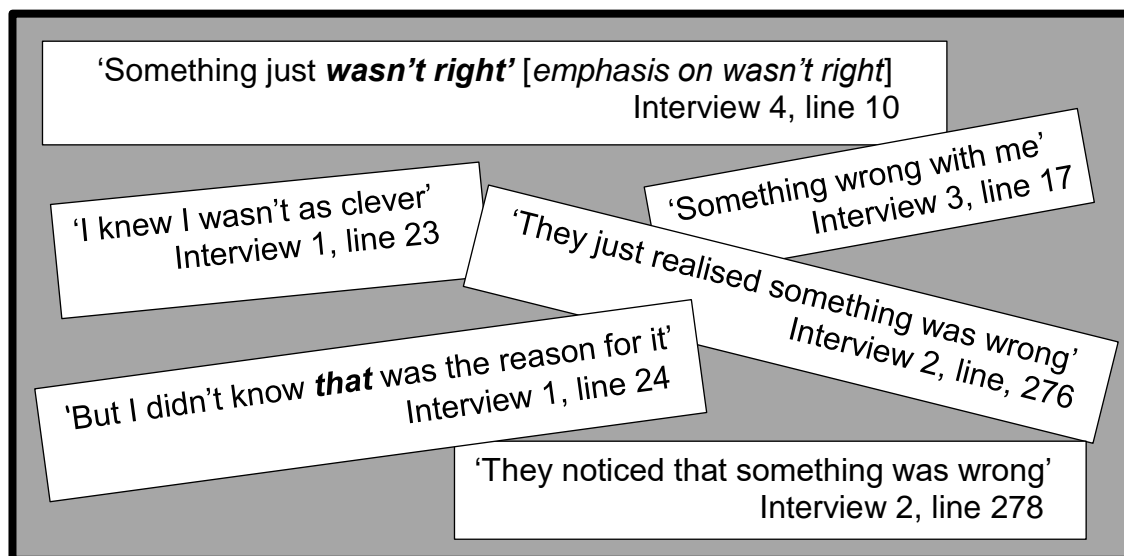 ‘Something just wasn’t right’ [emphasis on wasn’t right]
Interview 4, line 10
‘Something wrong with me’
Interview 3, line 17
‘I knew I wasn’t as clever’
Interview 1, line 23
‘They just realised something was wrong’
Interview 2, line, 276
'But I didn’t know that was the reason for it’
Interview 1, line 24
‘They noticed that something was wrong’
Interview 2, line 278